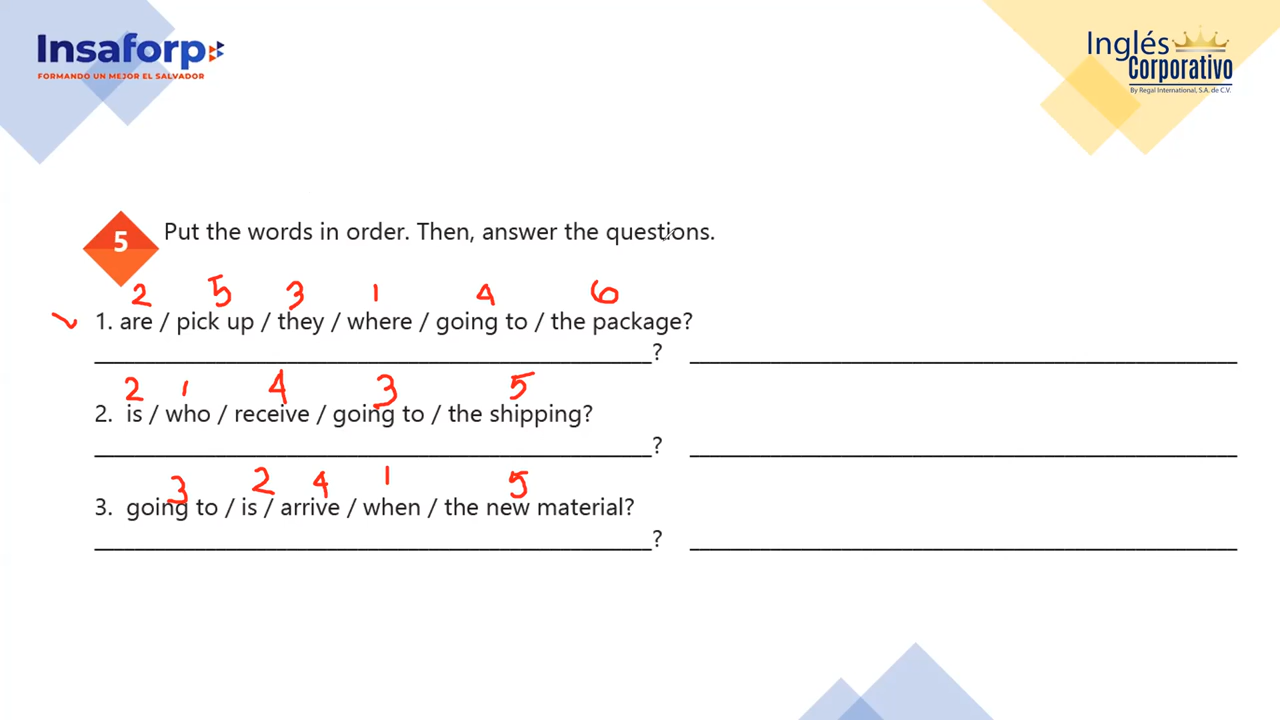 Insaforp
FORMANDO UN MEJOR EL SALVADOR
Inglés
Corporativo
By Regal International, S.A. de C.V.
5 Put the words in order. Then, answer the questions.
2 5 3 1 4 6
1. are / pick up / they / where / going to / the package?
?
2 1 4 3 5
2. is / who / receive / going to / the shipping?
?
3 2 4 1 5
3. going to / is / arrive / when / the new material?
?